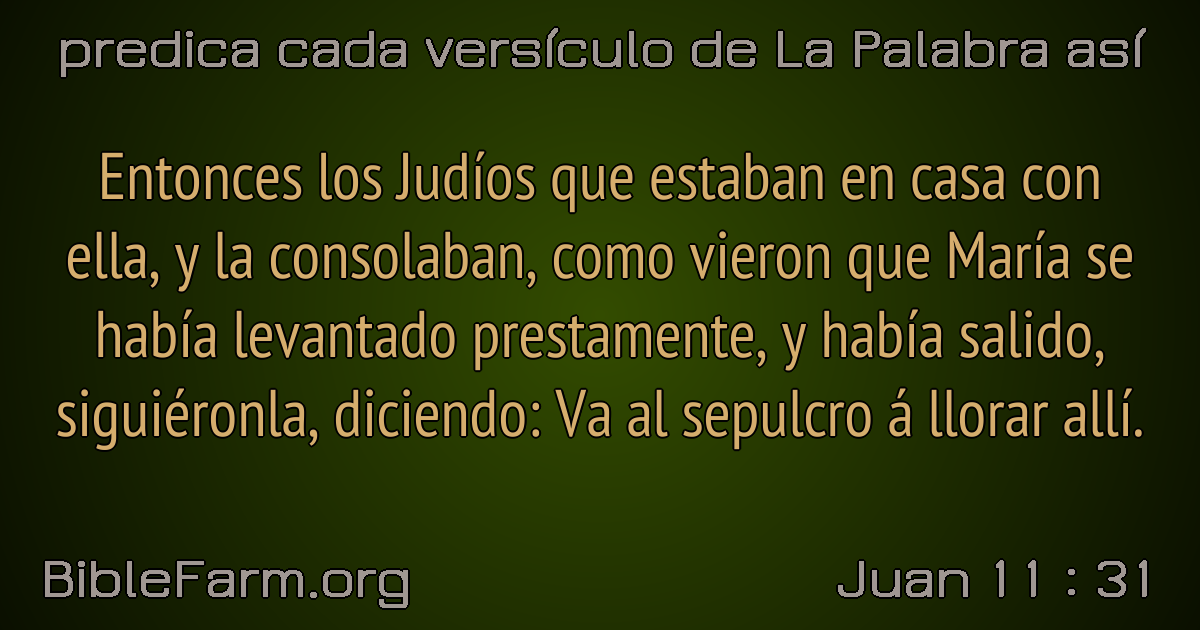 predica cada versículo de La Palabra así
Entonces los Judíos que estaban en casa con
ella, y la consolaban, como vieron que María se
había levantado prestamente, y había salido,
siguiéronla, diciendo: Va al sepulcro á llorar allí.
BibleFarm.org
Juan 11 : 31